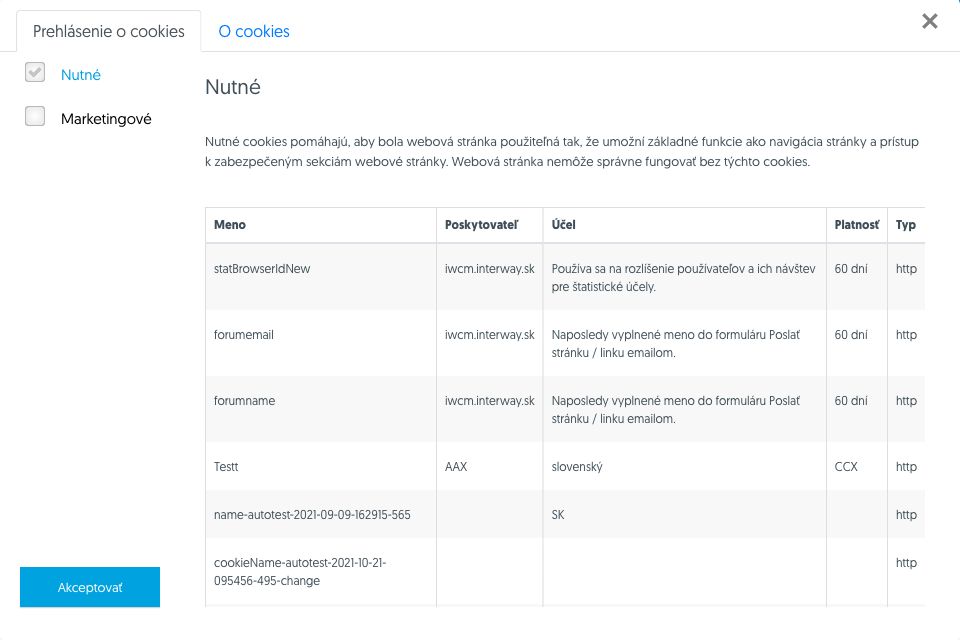 Prehlásenie o cookies
O cookies
Nutné
Marketingové
Nutné
Nutné cookies pomáhajú, aby bola webová stránka použiteľná tak, že umožní základné funkcie ako navigácia stránky a prístup
k zabezpečeným sekciám webové stránky. Webová stránka nemôže správne fungovať bez týchto cookies.
Meno Poskytovateľ Účel Platnosť Typ
statBrowserIdNew iwcm.interway.sk Používa sa na rozlíšenie používateľov a ich návštev 60 dní http
pre štatistické účely.
forumemail iwcm.interway.sk Naposledy vyplnené meno do formuláru Poslať 60 dní http
stránku / linku emailom.
forumname iwcm.interway.sk Naposledy vyplnené meno do formuláru Poslať 60 dní http
stránku / linku emailom.
Testt AAX slovenský CCX http
name-autotest-2021-09-09-162915-565 SK http
cookieName-autotest-2021-10-21- http
095456-495-change
Akceptovať